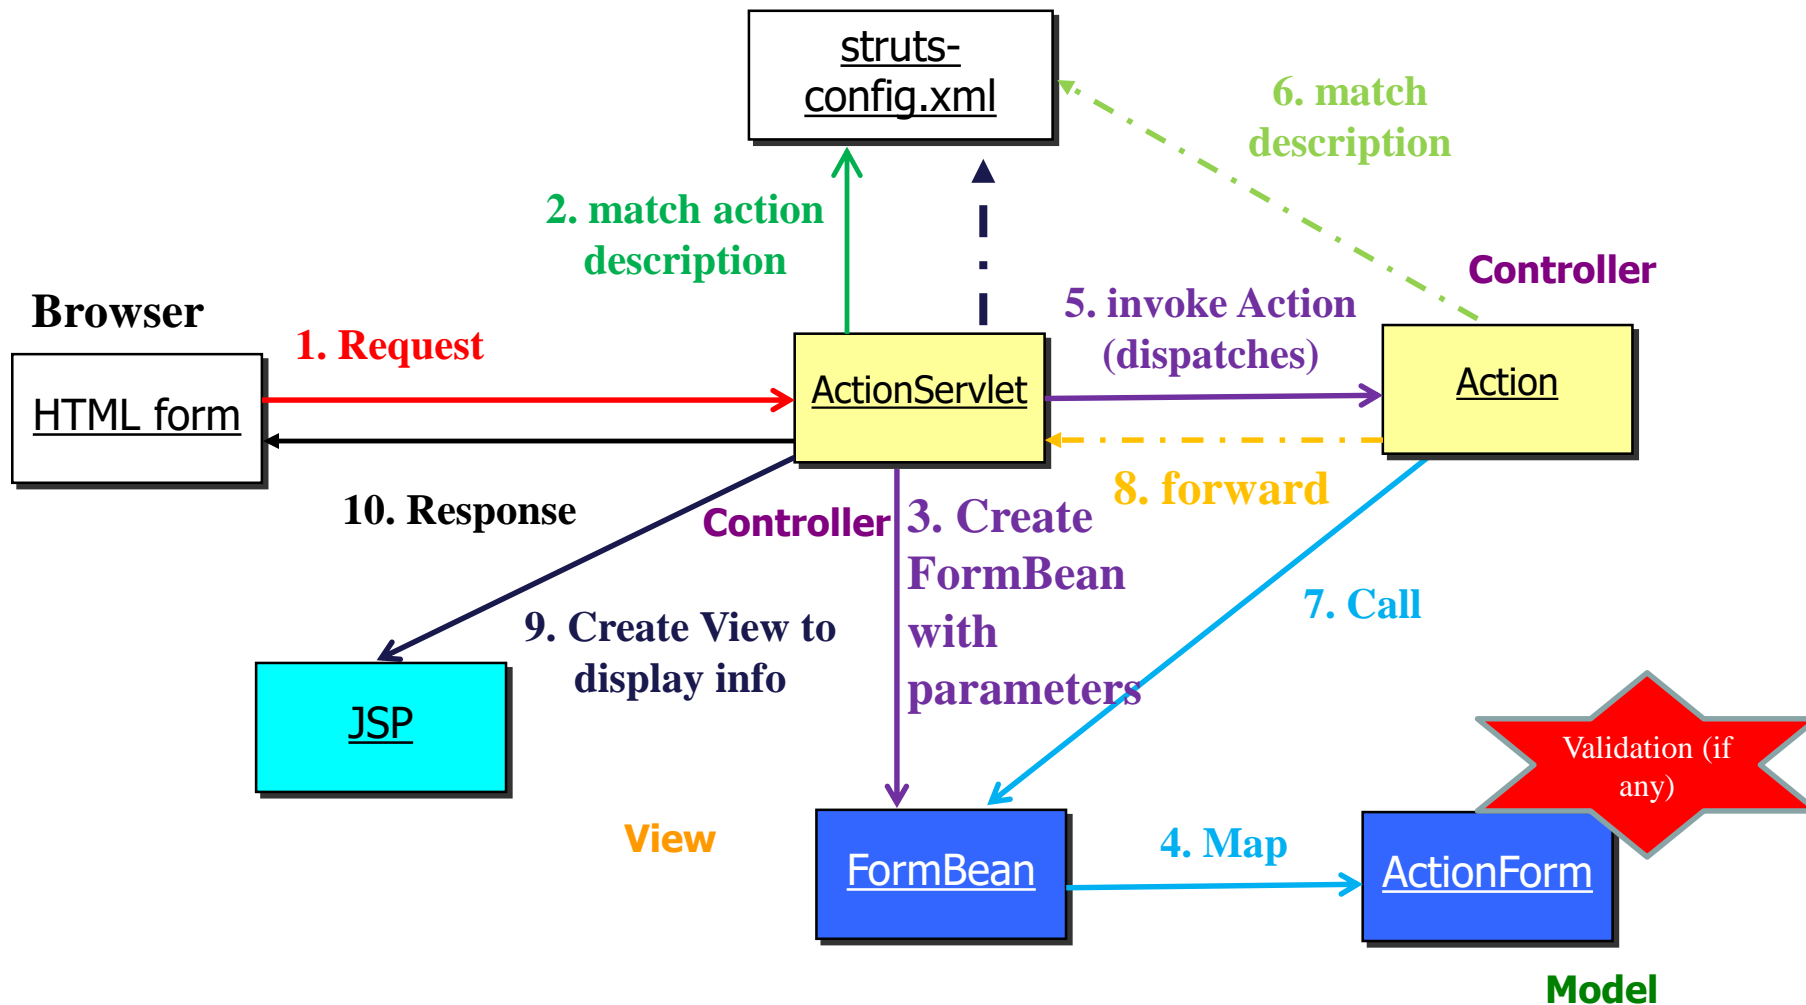 struts-
config.xml
6. match
description
2. match action
description
Controller
Browser
5. invoke Action
(dispatches)
1. Request
ActionServlet
Action
HTML form
8. forward
10. Response
Controller
3. Create
FormBean
with
parameters
7. Call
9. Create View to
display info
JSP
Validation (if
any)
View
4. Map
FormBean
ActionForm
Model